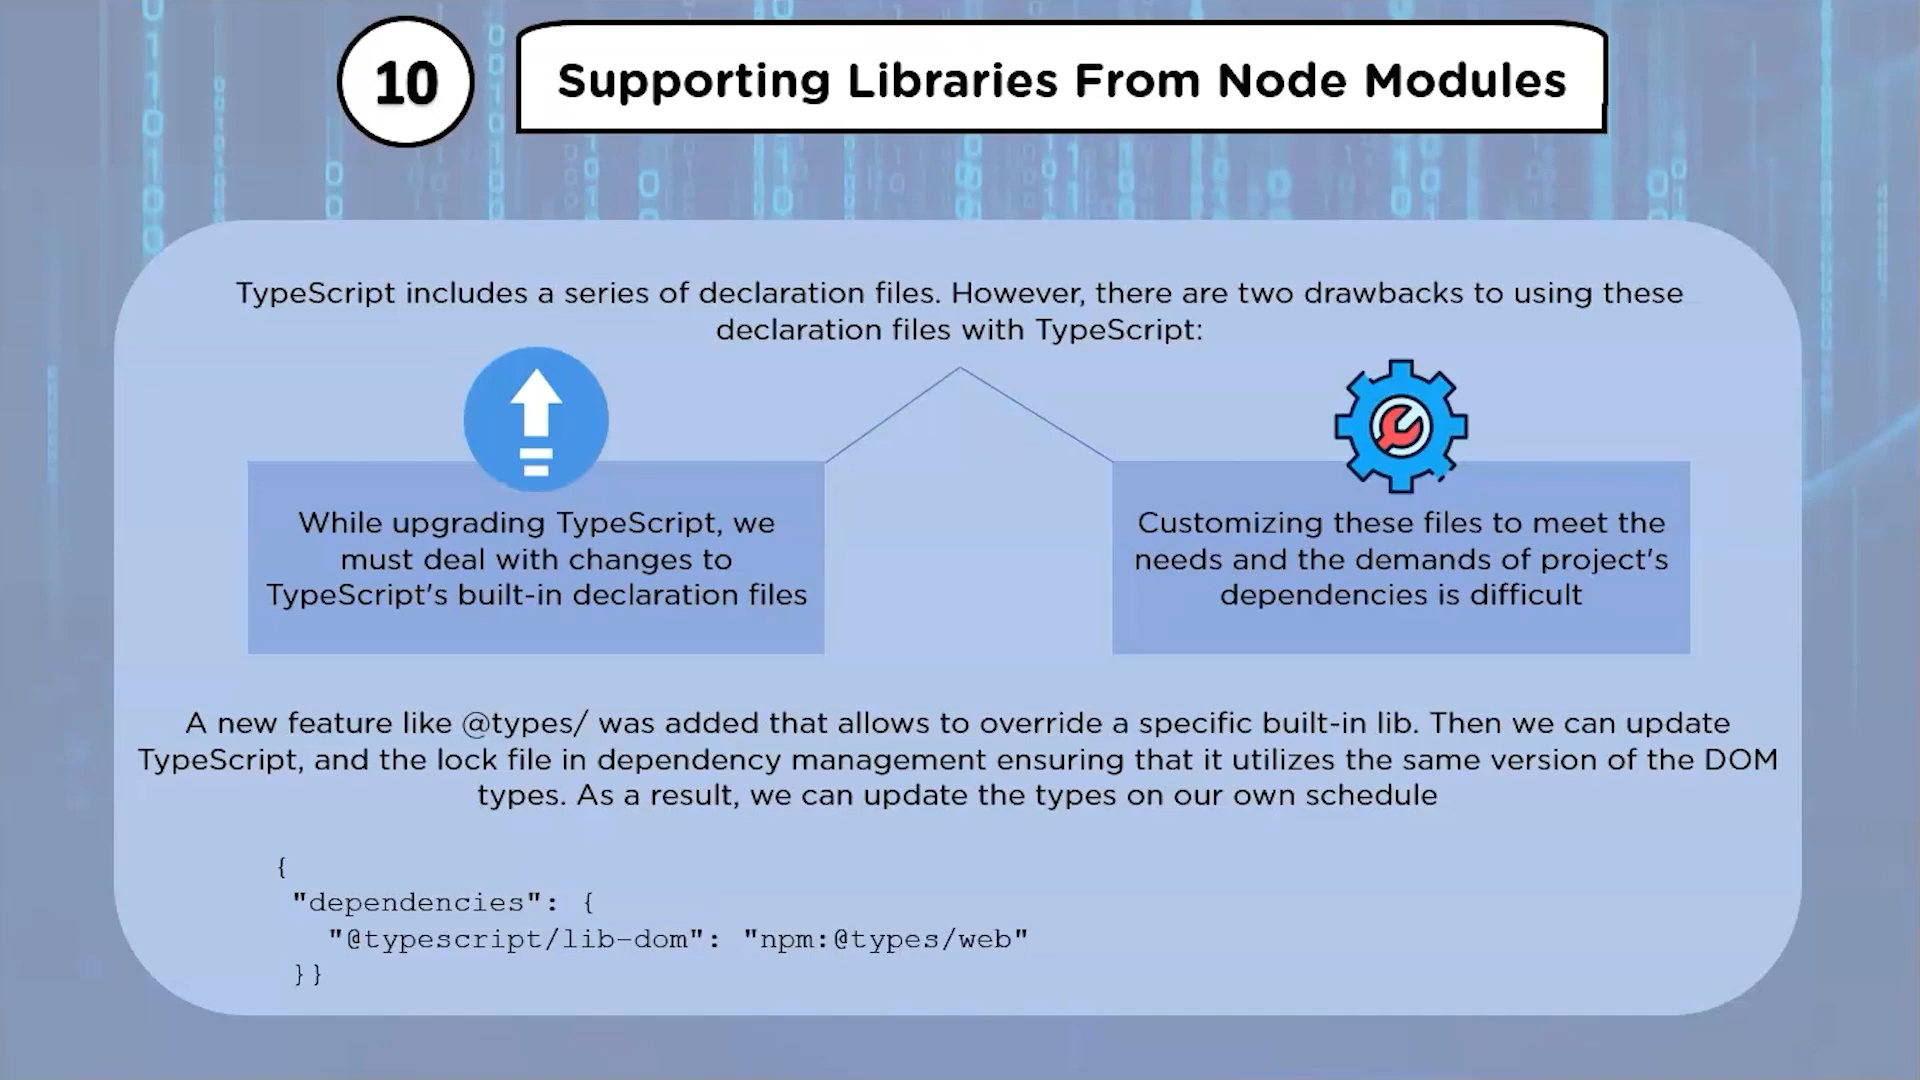 10
Supporting Libraries From Node Modules
TypeScript includes a series of declaration files. However, there are two drawbacks to using these
declaration files with TypeScript:
While upgrading TypeScript, we
must deal with changes to
TypeScript's built-in declaration files
Customizing these files to meet the
needs and the demands of project's
dependencies is difficult
A new feature like @types/ was added that allows to override a specific built-in lib. Then we can update
TypeScript, and the lock file in dependency management ensuring that it utilizes the same version of the DOM
types. As a result, we can update the types on our own schedule
{
"dependencies": {
"@typescript/lib-dom": "npm:@types/web"
}}